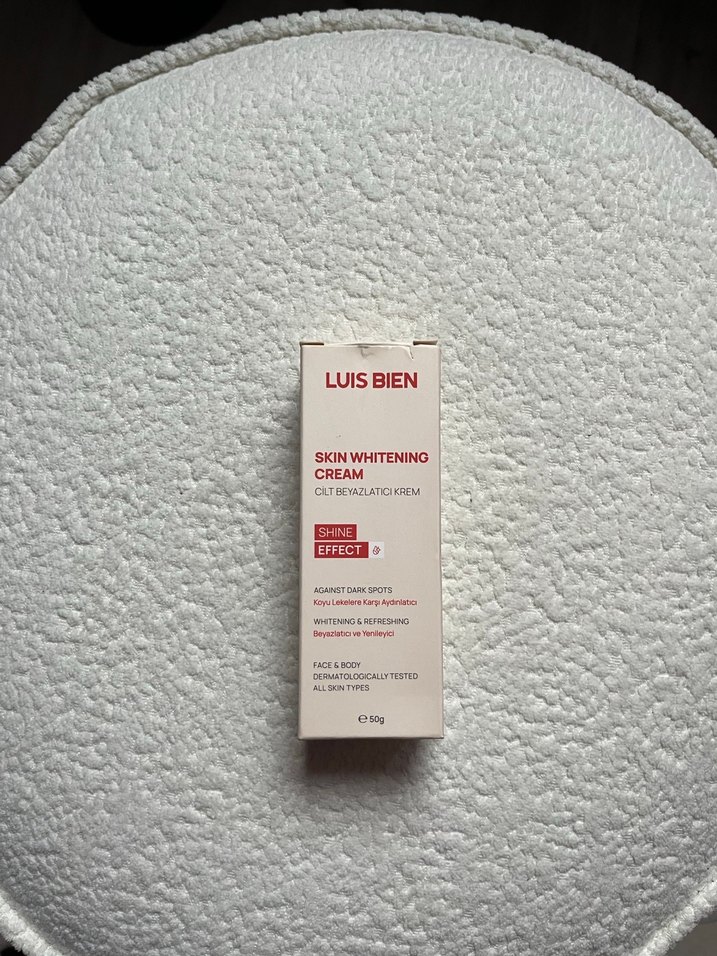 LUIS BIEN
SKIN WHITENING
CREAM
CİLT BEYAZLATICI KREM
SHINE
EFFECT
AGAINST DARK SPOTS
Koyu Lekelere Karşı Aydınlatıcı
WHITENING & REFRESHING
Beyazlatıcı ve Yenileyici
FACE & BODY
DERMATOLOGICALLY TESTED
ALL SKIN TYPES
℮ 50g